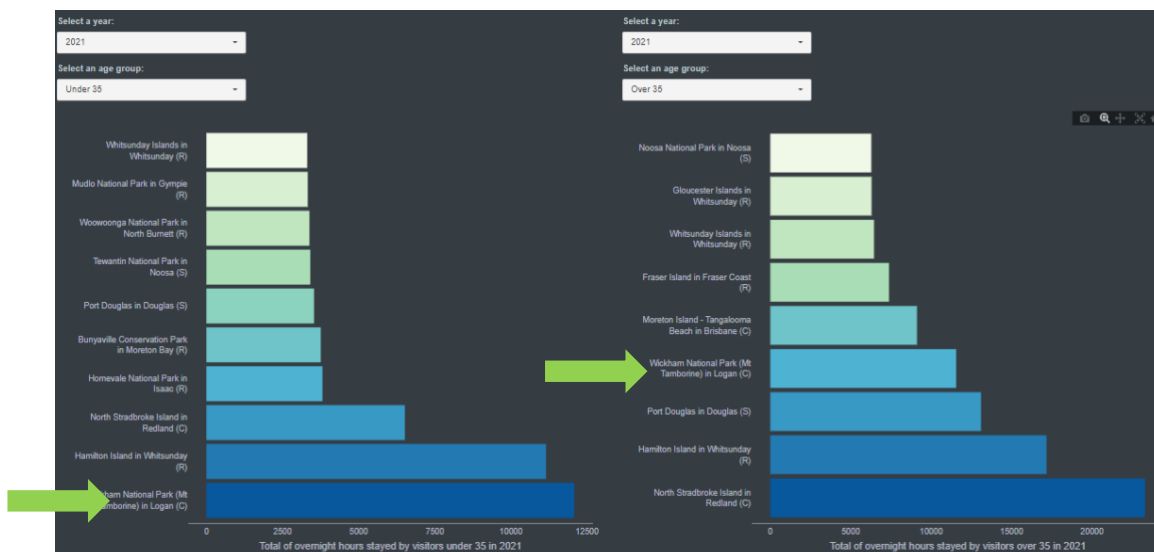 Select a year:
2021
Select an age group:
Under 35
Whitsunday Islands in
Whitsunday (R)
Mudlo National Park in Gympie
(R)
Woowoonga National Park in
North Burnett (R)
Tewantin National Park in
Noosa (S)
Port Douglas in Douglas (S)
Bunyaville Conservation Park
in Moreton Bay (R)
Homevale National Park in
Isaac (R)
North Stradbroke Island in
Redland (C)
Hamilton Island in Whitsunday
(R)
National Park (Mt
in Logan (C)
0 2500 5000 7500 10000 12500
Total of overnight hours stayed by visitors under 35 in 2021
Select a year:
2021
Select an age group:
Over 35
Noosa National Park in Noosa
(S)
Gloucester Islands in
Whitsunday (R)
Whitsunday Islands in
Whitsunday (R)
Fraser Island in Fraser Coast
(R)
Moreton Island - Tangalooma
Beach in Brisbane (C)
Wickham National Park (Mt
Tamborine) in Logan (C)
Port Douglas in Douglas (S)
Hamilton Island in Whitsunday
(R)
North Stradbroke Island in
Redland (C)
0 5000 10000 15000 20000
Total of overnight hours stayed by visitors over 35 in 2021